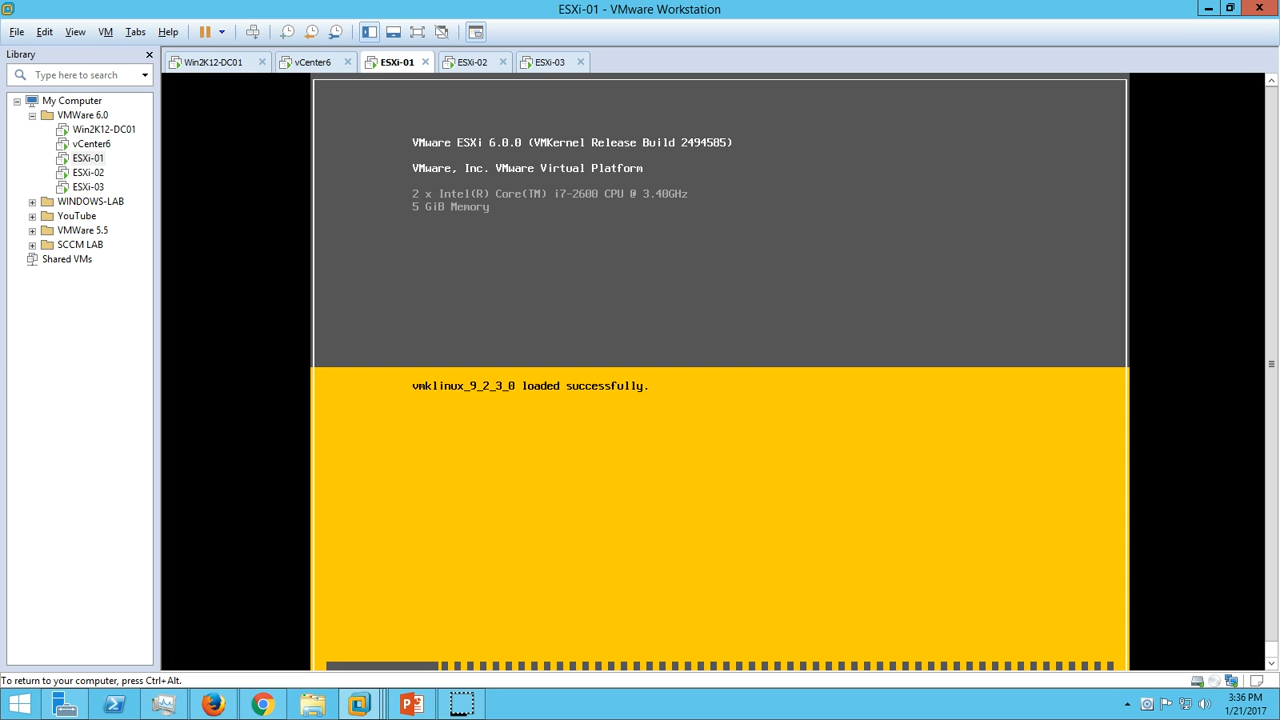 ESXi-01 - VMware Workstation
File Edit View VM Tabs Help
Library
Type here to search
My Computer
VMWare 6.0
Win2K12-DC01
vCenter6
ESXi-01
ESXi-02
ESXi-03
WINDOWS-LAB
YouTube
VMWare 5.5
SCCM LAB
Shared VMs
Win2K12-DC01 vCenter6 ESXi-01 ESXi-02 ESXi-03
VMware ESXi 6.0.0 (VMKernel Release Build 2494585)
VMware, Inc. VMware Virtual Platform
2 x Intel(R) Core(TM) i7-2600 CPU @ 3.40GHz
5 GiB Memory
vmklinux_9_2_3_0 loaded successfully.
To return to your computer, press Ctrl+Alt.
3:36 PM
1/21/2017